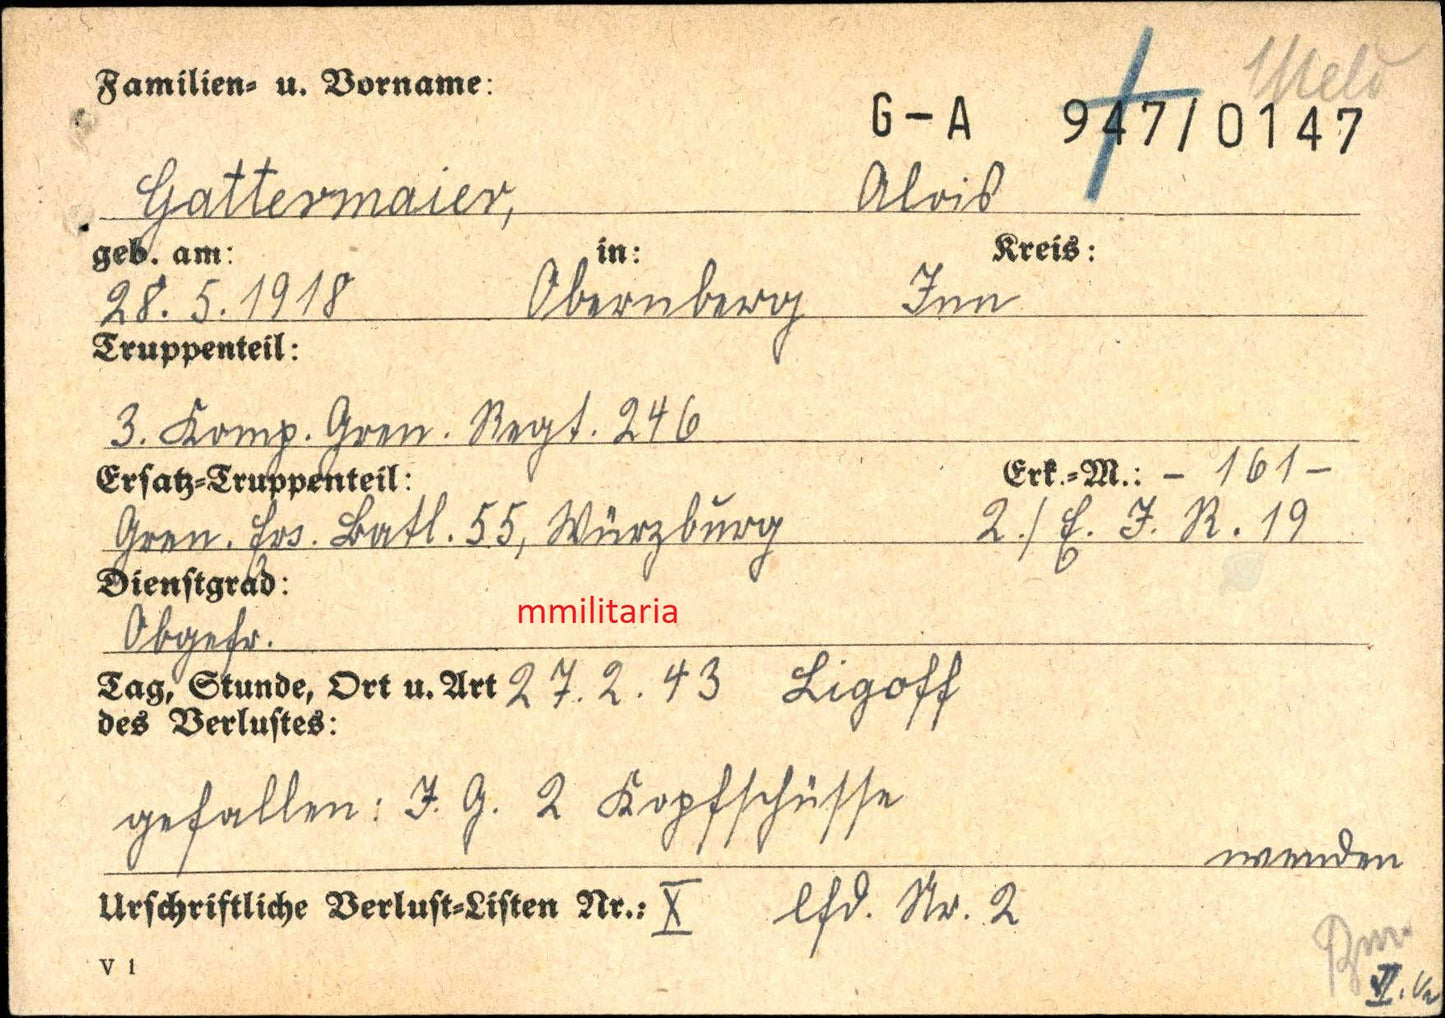 Familien- u. Vorname:
Meld
G-A 947/0147
Gattermaier, Alois
geb. am: in: Kreis:
28. 5. 1918 Obernberg Inn
Truppenteil:
3. Komp. Gren. Regt. 246
Ersatz-Truppenteil: Erk.-M.: - 161 -
Gren. Ers. Batl. 55, Würzburg 2./ E. I. R. 19
Dienstgrad:
Obgefr.
mmilitaria
Tag, Stunde, Ort u. Art 27. 2. 43 Ligoff
des Verlustes:
gefallen: I. G. 2 Kopfschüsse
wenden
Urschriftliche Verlust-Listen Nr.: X lfd. Nr. 2
V 1